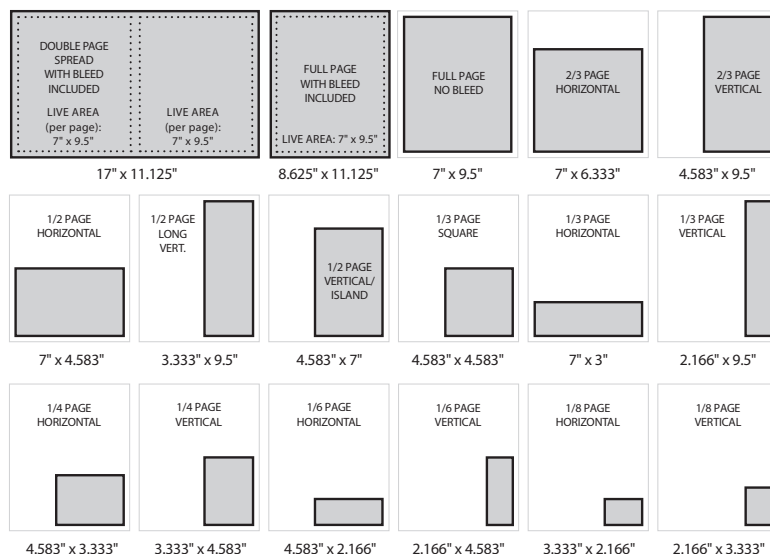 DOUBLE PAGE
SPREAD
WITH BLEED
INCLUDED
LIVE AREA
(per page):
7" x 9.5"
LIVE AREA
(per page):
7" x 9.5"
17" x 11.125"
FULL PAGE
WITH BLEED
INCLUDED
LIVE AREA: 7" x 9.5"
8.625" x 11.125"
FULL PAGE
NO BLEED
7" x 9.5"
2/3 PAGE
HORIZONTAL
7" x 6.333"
2/3 PAGE
VERTICAL
4.583" x 9.5"
1/2 PAGE
HORIZONTAL
7" x 4.583"
1/2 PAGE
LONG
VERT.
3.333" x 9.5"
1/2 PAGE
VERTICAL/
ISLAND
4.583" x 7"
1/3 PAGE
SQUARE
4.583" x 4.583"
1/3 PAGE
HORIZONTAL
7" x 3"
1/3 PAGE
VERTICAL
2.166" x 9.5"
1/4 PAGE
HORIZONTAL
4.583" x 3.333"
1/4 PAGE
VERTICAL
3.333" x 4.583"
1/6 PAGE
HORIZONTAL
4.583" x 2.166"
1/6 PAGE
VERTICAL
2.166" x 4.583"
1/8 PAGE
HORIZONTAL
3.333" x 2.166"
1/8 PAGE
VERTICAL
2.166" x 3.333"